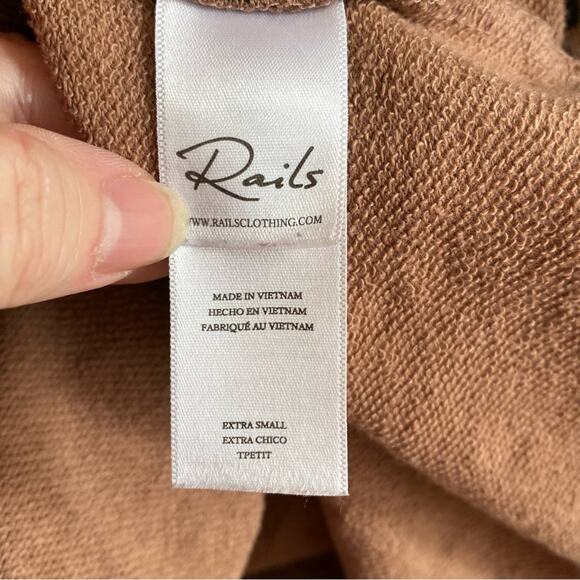 Rails
WWW.RAILSCLOTHING.COM
MADE IN VIETNAM
HECHO EN VIETNAM
FABRIQUÉ AU VIETNAM
EXTRA SMALL
EXTRA CHICO
TPETIT